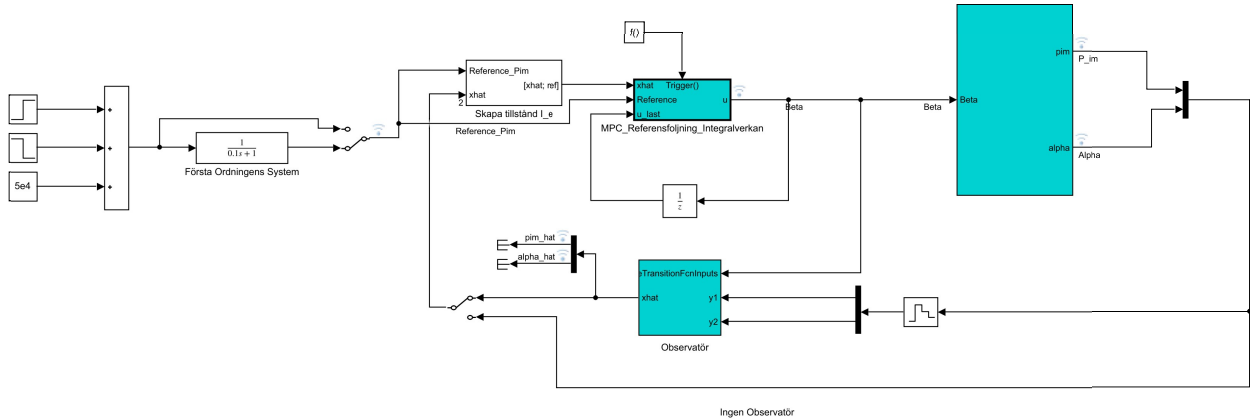 f()
Reference_Pim
xhat
2
[xhat; ref]
Skapa tillstånd I_e
xhat
Trigger()
Reference
u
u_last
MPC_Referensfoljning_Integralverkan
Beta
Beta
Beta
pim
P_im
alpha
Alpha
+
+
+
5e4
1
0.1s + 1
Första Ordningens System
Reference_Pim
1
z
pim_hat
alpha_hat
eTransitionFcnInputs
xhat
y1
y2
Observatör
Ingen Observatör